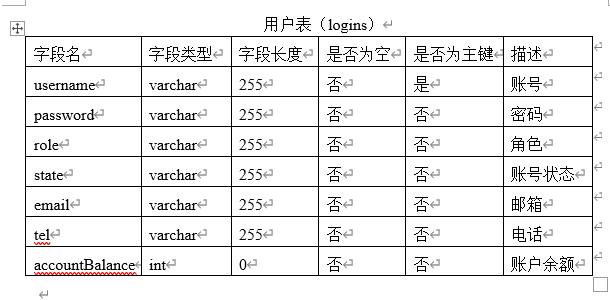 用户表（logins）
字段名 字段类型 字段长度 是否为空 是否为主键 描述
username varchar 255 否 是 账号
password varchar 255 否 否 密码
role varchar 255 否 否 角色
state varchar 255 否 否 账号状态
email varchar 255 否 否 邮箱
tel varchar 255 否 否 电话
accountBalance int 0 否 否 账户余额